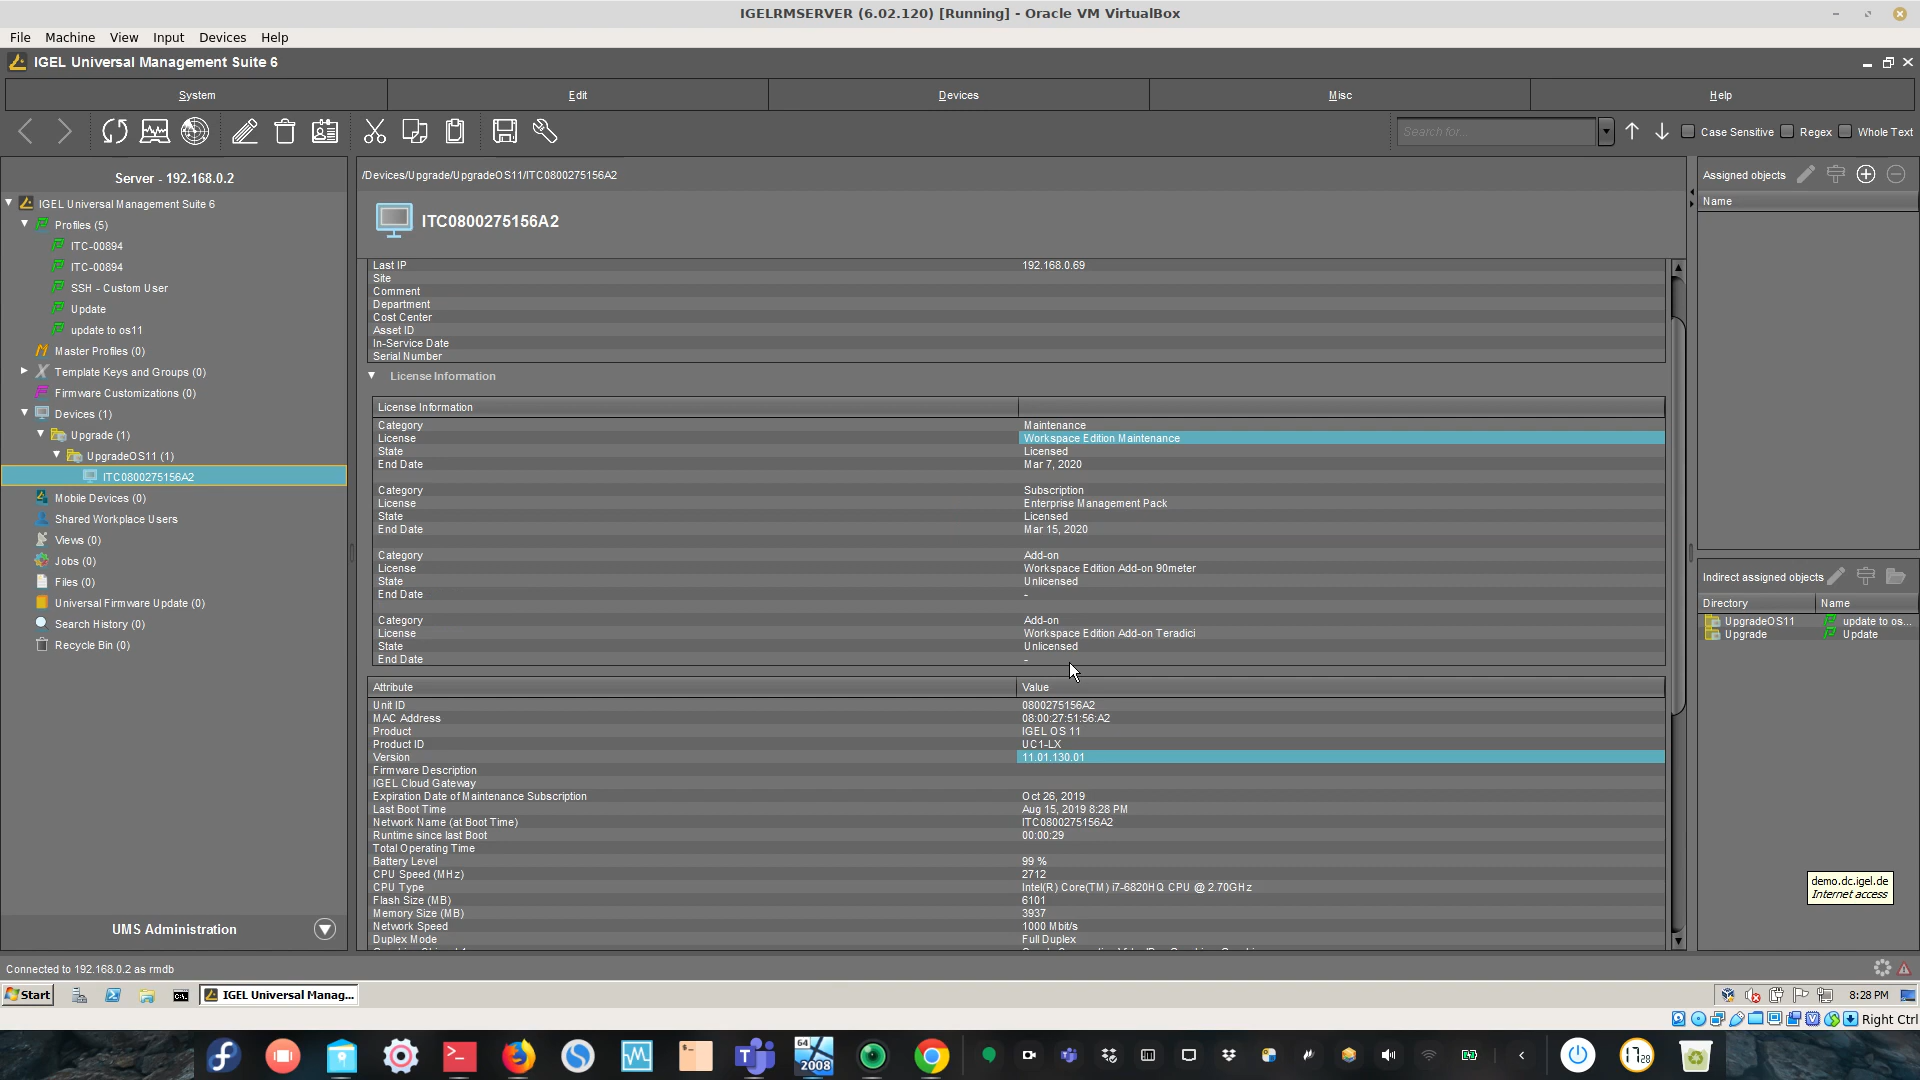 IGELRMSERVER (6.02.120) [Running] - Oracle VM VirtualBox
File Machine View Input Devices Help
IGEL Universal Management Suite 6
System Edit Devices Misc Help
Search for... Case Sensitive Regex Whole Text
Server - 192.168.0.2
IGEL Universal Management Suite 6
Profiles (5)
ITC-00894
ITC-00894
SSH - Custom User
Update
update to os11
Master Profiles (0)
Template Keys and Groups (0)
Firmware Customizations (0)
Devices (1)
Upgrade (1)
UpgradeOS11 (1)
ITC0800275156A2
Mobile Devices (0)
Shared Workplace Users
Views (0)
Jobs (0)
Files (0)
Universal Firmware Update (0)
Search History (0)
Recycle Bin (0)
UMS Administration
/Devices/Upgrade/UpgradeOS11/ITC0800275156A2
ITC0800275156A2
Last IP 192.168.0.69
Site
Comment
Department
Cost Center
Asset ID
In-Service Date
Serial Number
License Information
License Information
Category Maintenance
License Workspace Edition Maintenance
State Licensed
End Date Mar 7, 2020
Category Subscription
License Enterprise Management Pack
State Licensed
End Date Mar 15, 2020
Category Add-on
License Workspace Edition Add-on 90meter
State Unlicensed
End Date -
Category Add-on
License Workspace Edition Add-on Teradici
State Unlicensed
End Date -
Attribute Value
Unit ID 0800275156A2
MAC Address 08:00:27:51:56:A2
Product IGEL OS 11
Product ID UC1-LX
Version 11.01.130.01
Firmware Description
IGEL Cloud Gateway
Expiration Date of Maintenance Subscription Oct 26, 2019
Last Boot Time Aug 15, 2019 8:28 PM
Network Name (at Boot Time) ITC0800275156A2
Runtime since last Boot 00:00:29
Total Operating Time
Battery Level 99 %
CPU Speed (MHz) 2712
CPU Type Intel(R) Core(TM) i7-6820HQ CPU @ 2.70GHz
Flash Size (MB) 6101
Memory Size (MB) 3937
Network Speed 1000 Mbit/s
Duplex Mode Full Duplex
Assigned objects
Name
Indirect assigned objects
Directory Name
UpgradeOS11 update to os...
Upgrade Update
demo.dc.igel.de
Internet access
Connected to 192.168.0.2 as rmdb
Start IGEL Universal Manag... 8:28 PM
Right Ctrl
64
2008
17 28